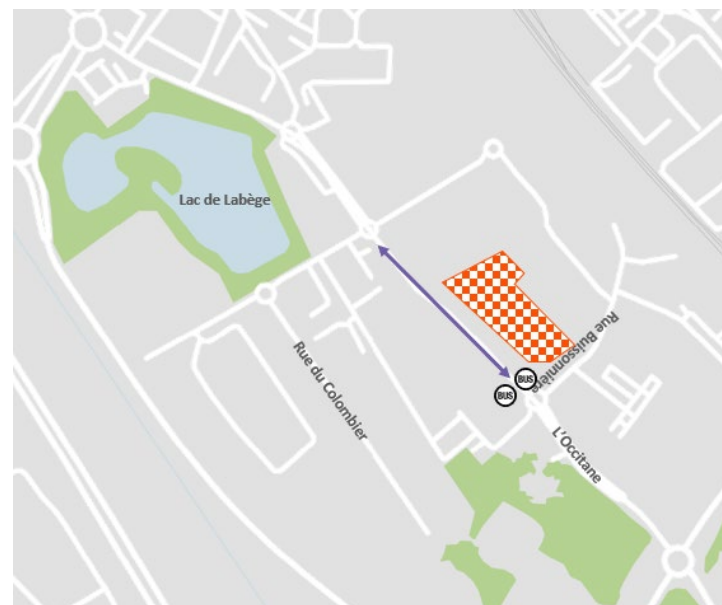 Lac de Labège
Rue Buissonnière
Rue du Colombier
BUS
BUS
L'Occitane